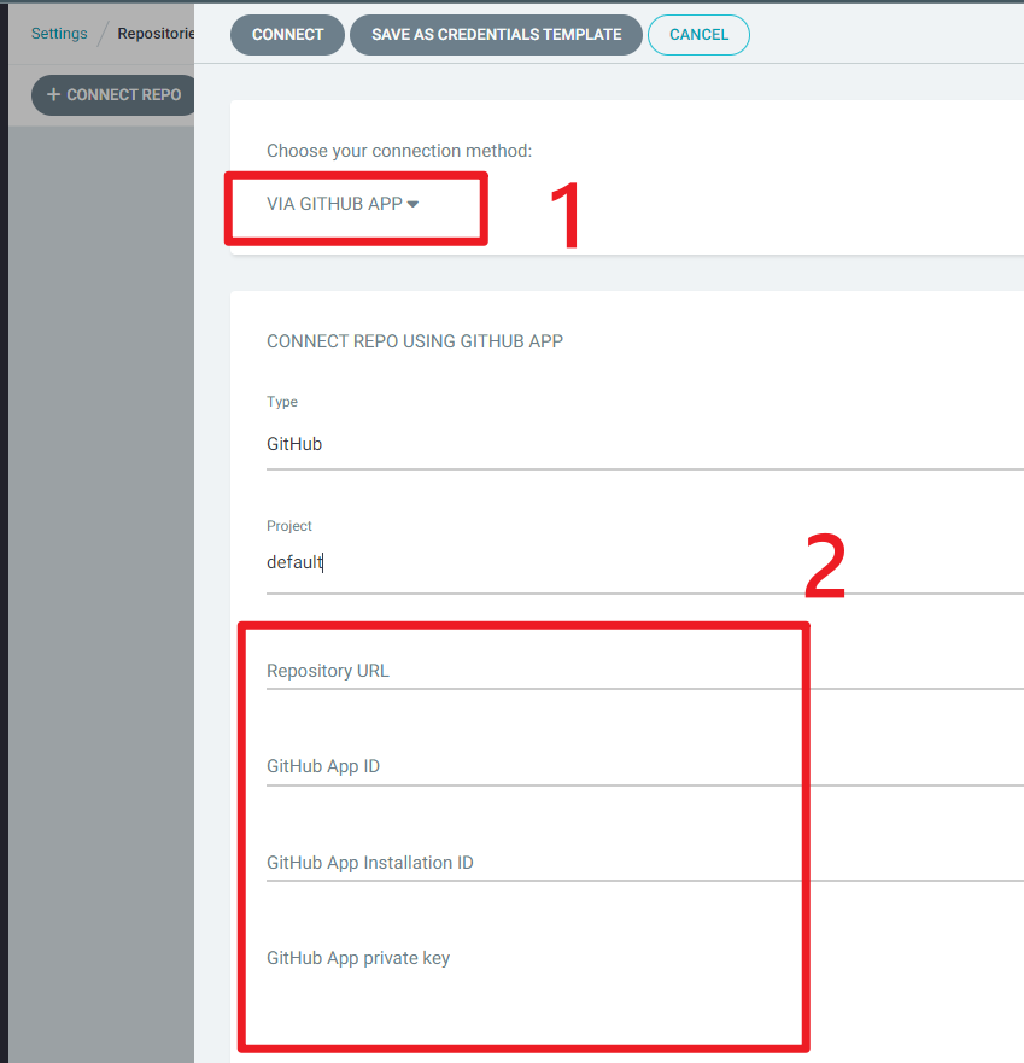 Settings / Repositorie
CONNECT SAVE AS CREDENTIALS TEMPLATE CANCEL
+ CONNECT REPO
Choose your connection method:
VIA GITHUB APP
1
CONNECT REPO USING GITHUB APP
Type
GitHub
Project
default
2
Repository URL
GitHub App ID
GitHub App Installation ID
GitHub App private key